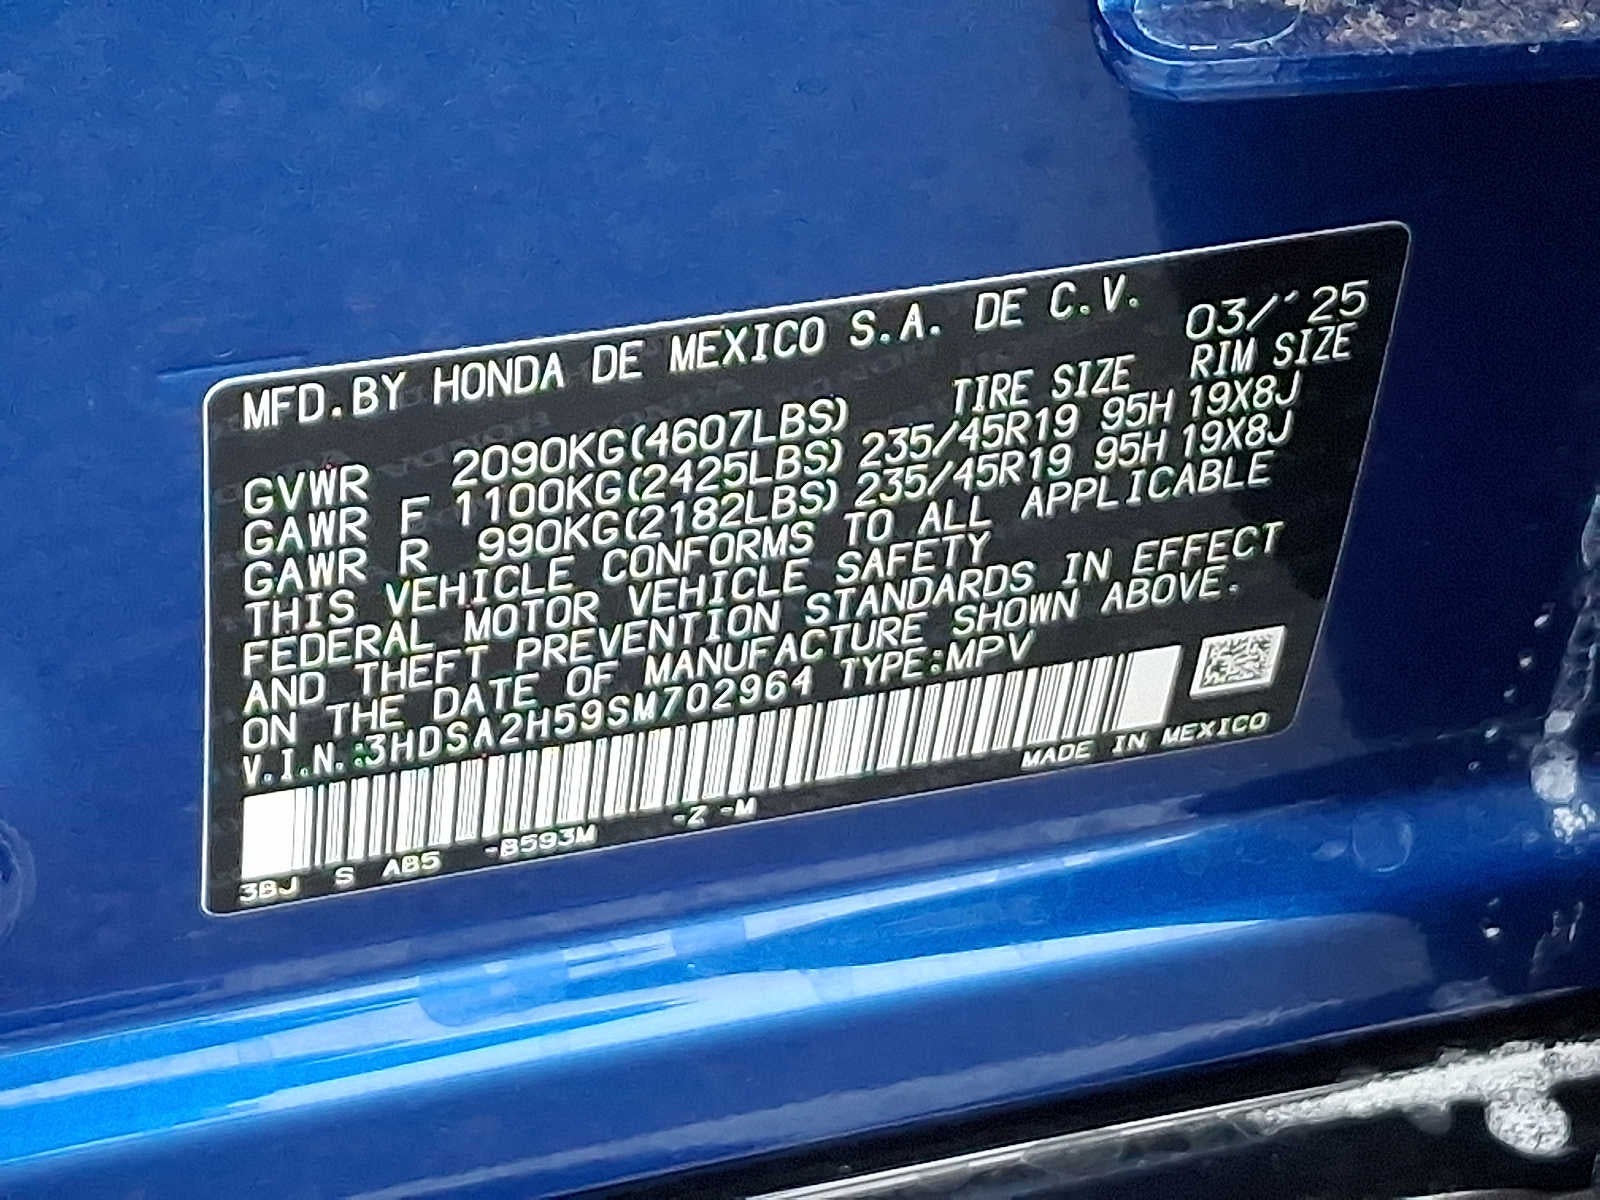 MFD.BY HONDA DE MEXICO S.A. DE C.V.
03/'25
TIRE SIZE RIM SIZE
GVWR 2090KG(4607LBS)
GAWR F 1100KG(2425LBS) 235/45R19 95H 19X8J
GAWR R 990KG(2182LBS) 235/45R19 95H 19X8J
THIS VEHICLE CONFORMS TO ALL APPLICABLE
FEDERAL MOTOR VEHICLE SAFETY
AND THEFT PREVENTION STANDARDS IN EFFECT
ON THE DATE OF MANUFACTURE SHOWN ABOVE.
V.I.N.:3HDSA2H59SM702964 TYPE:MPV
MADE IN MEXICO
3BJ S AB5 -B593M -Z -M